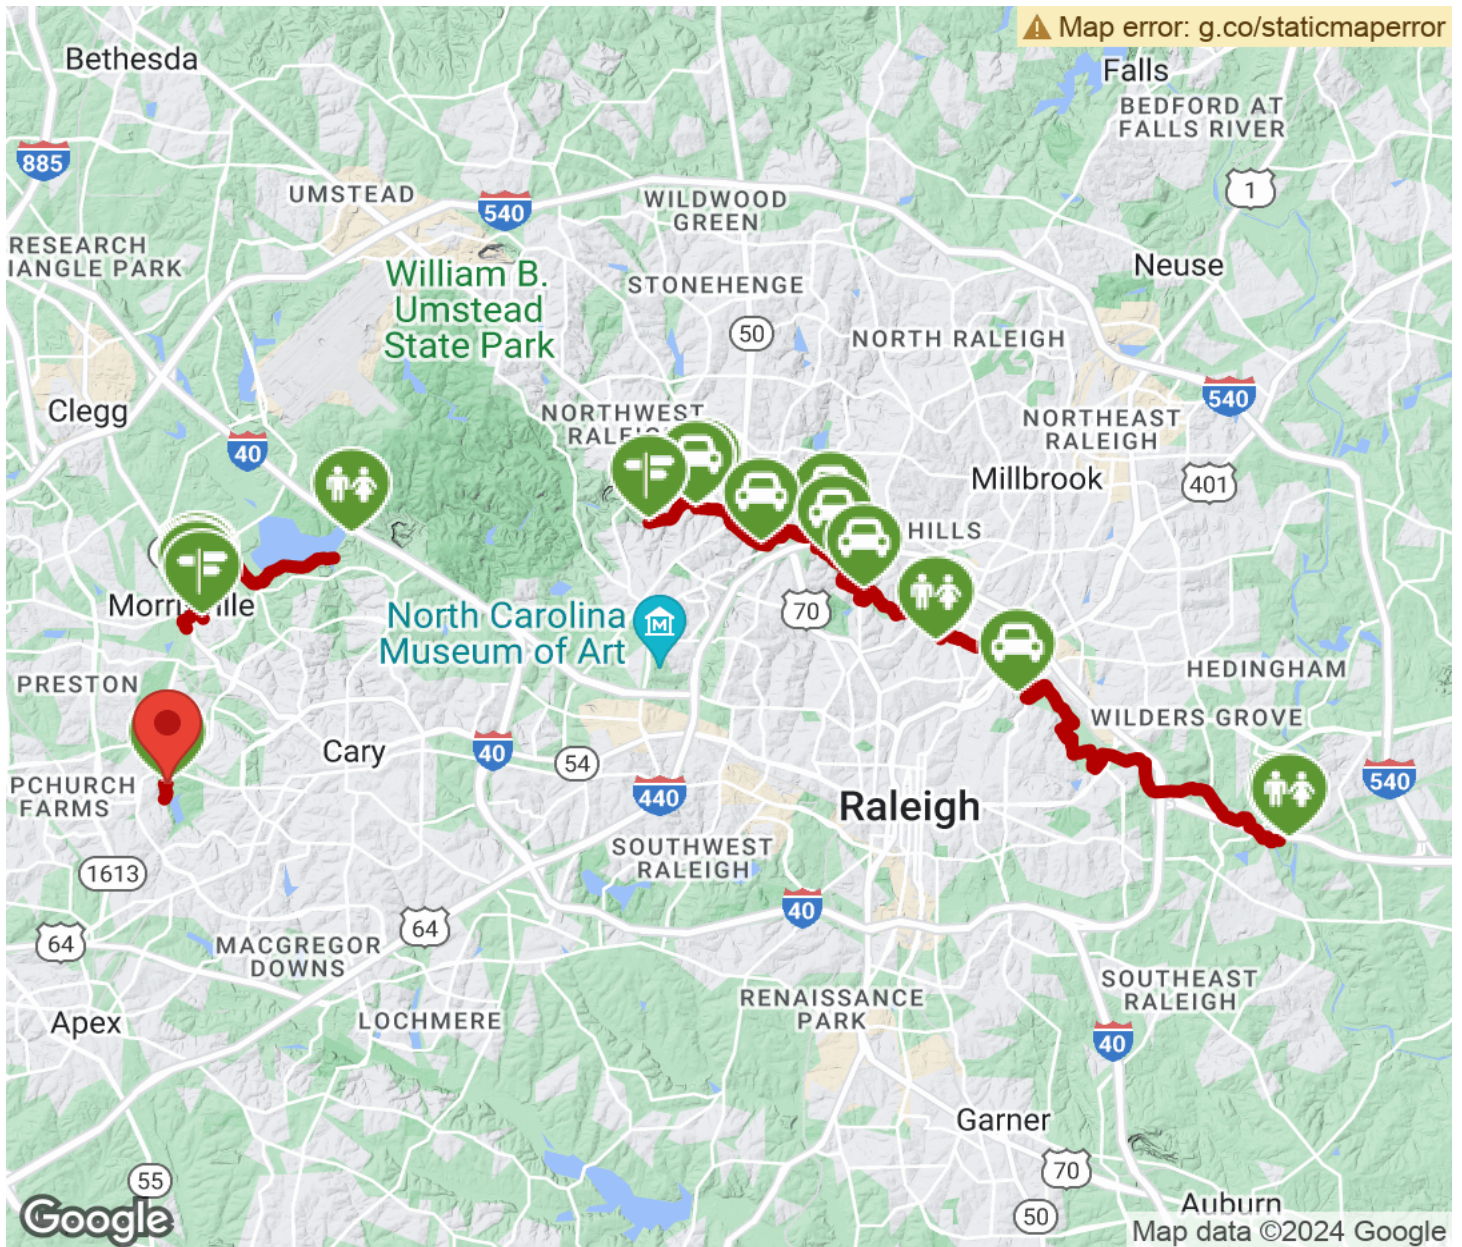 Map error: g.co/staticmaperror
Bethesda
Falls
BEDFORD AT
FALLS RIVER
885
UMSTEAD
540
WILDWOOD
GREEN
1
RESEARCH
IANGLE PARK
William B.
Umstead
State Park
STONEHENGE
Neuse
50
NORTH RALEIGH
540
Clegg
NORTHWEST
NORTHEAST
RALEIGH
40
Millbrook
401
HILLS
North Carolina
Museum of Art
M
70
PRESTON
HEDINGHAM
WILDERS GROVE
Cary
40
54
440
540
PCHURCH
FARMS
Raleigh
1613
SOUTHWEST
RALEIGH
40
64
64
MACGREGOR
DOWNS
SOUTHEAST
RALEIGH
RENAISSANCE
PARK
Apex
LOCHMERE
40
Garner
70
55
50
Auburn
Google
Map data ©2024 Google